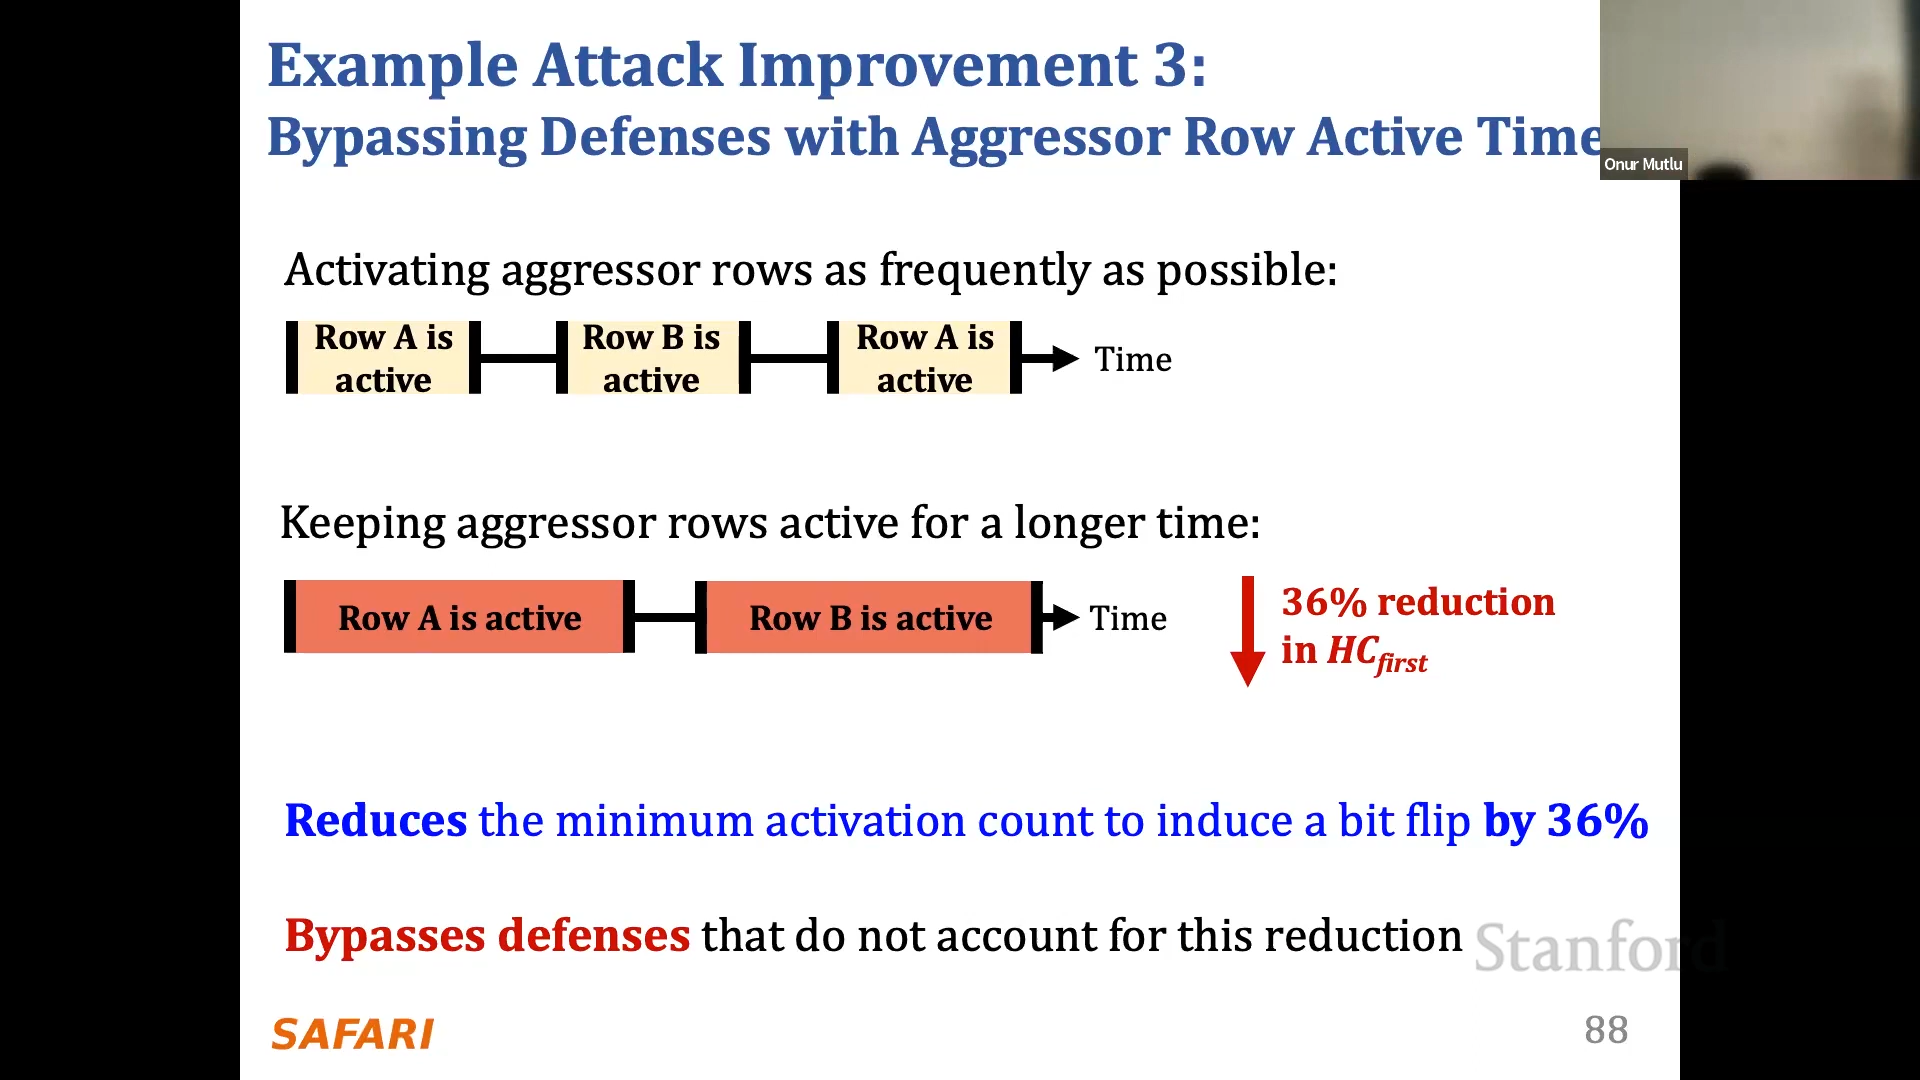 Example Attack Improvement 3:
Bypassing Defenses with Aggressor Row Active Time
Onur Mutlu
Activating aggressor rows as frequently as possible:
Row A is
active
Row B is
active
Row A is
active
Time
Keeping aggressor rows active for a longer time:
Row A is active
Row B is active
Time
36% reduction
in HCfirst
Reduces the minimum activation count to induce a bit flip by 36%
Bypasses defenses that do not account for this reduction
Stanford
SAFARI
88